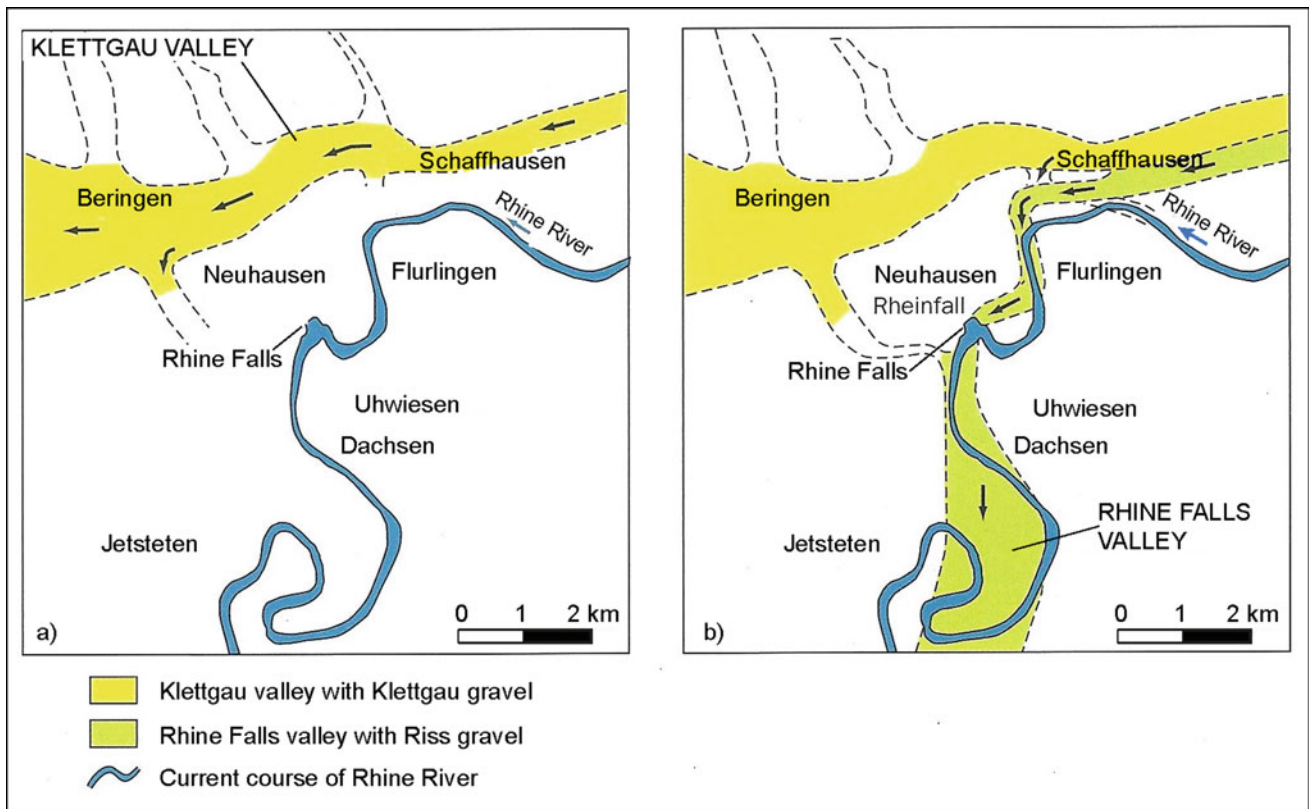 KLETTGAU VALLEY
Schaffhausen
Beringen
Rhine River
Neuhausen
Flurlingen
Rhine Falls
Uhwiesen
Dachsen
Jetsteten
0 1 2 km
a)
Schaffhausen
Beringen
Rhine River
Neuhausen
Flurlingen
Rheinfall
Rhine Falls
Uhwiesen
Dachsen
RHINE FALLS
VALLEY
Jetsteten
0 1 2 km
b)
Klettgau valley with Klettgau gravel
Rhine Falls valley with Riss gravel
Current course of Rhine River